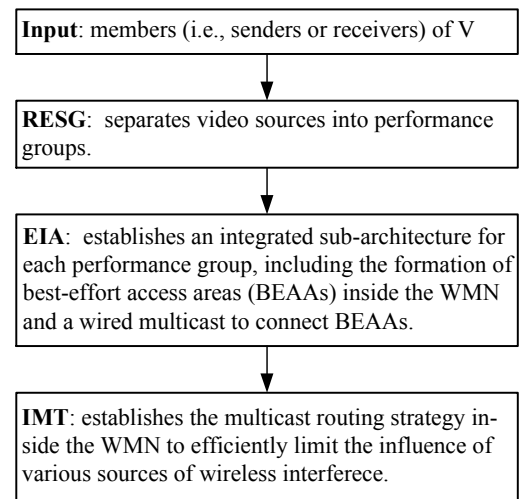 Input: members (i.e., senders or receivers) of V
RESG: separates video sources into performance
groups.
EIA: establishes an integrated sub-architecture for
each performance group, including the formation of
best-effort access areas (BEAAs) inside the WMN
and a wired multicast to connect BEAAs.
IMT: establishes the multicast routing strategy in-
side the WMN to efficiently limit the influence of
various sources of wireless interferece.